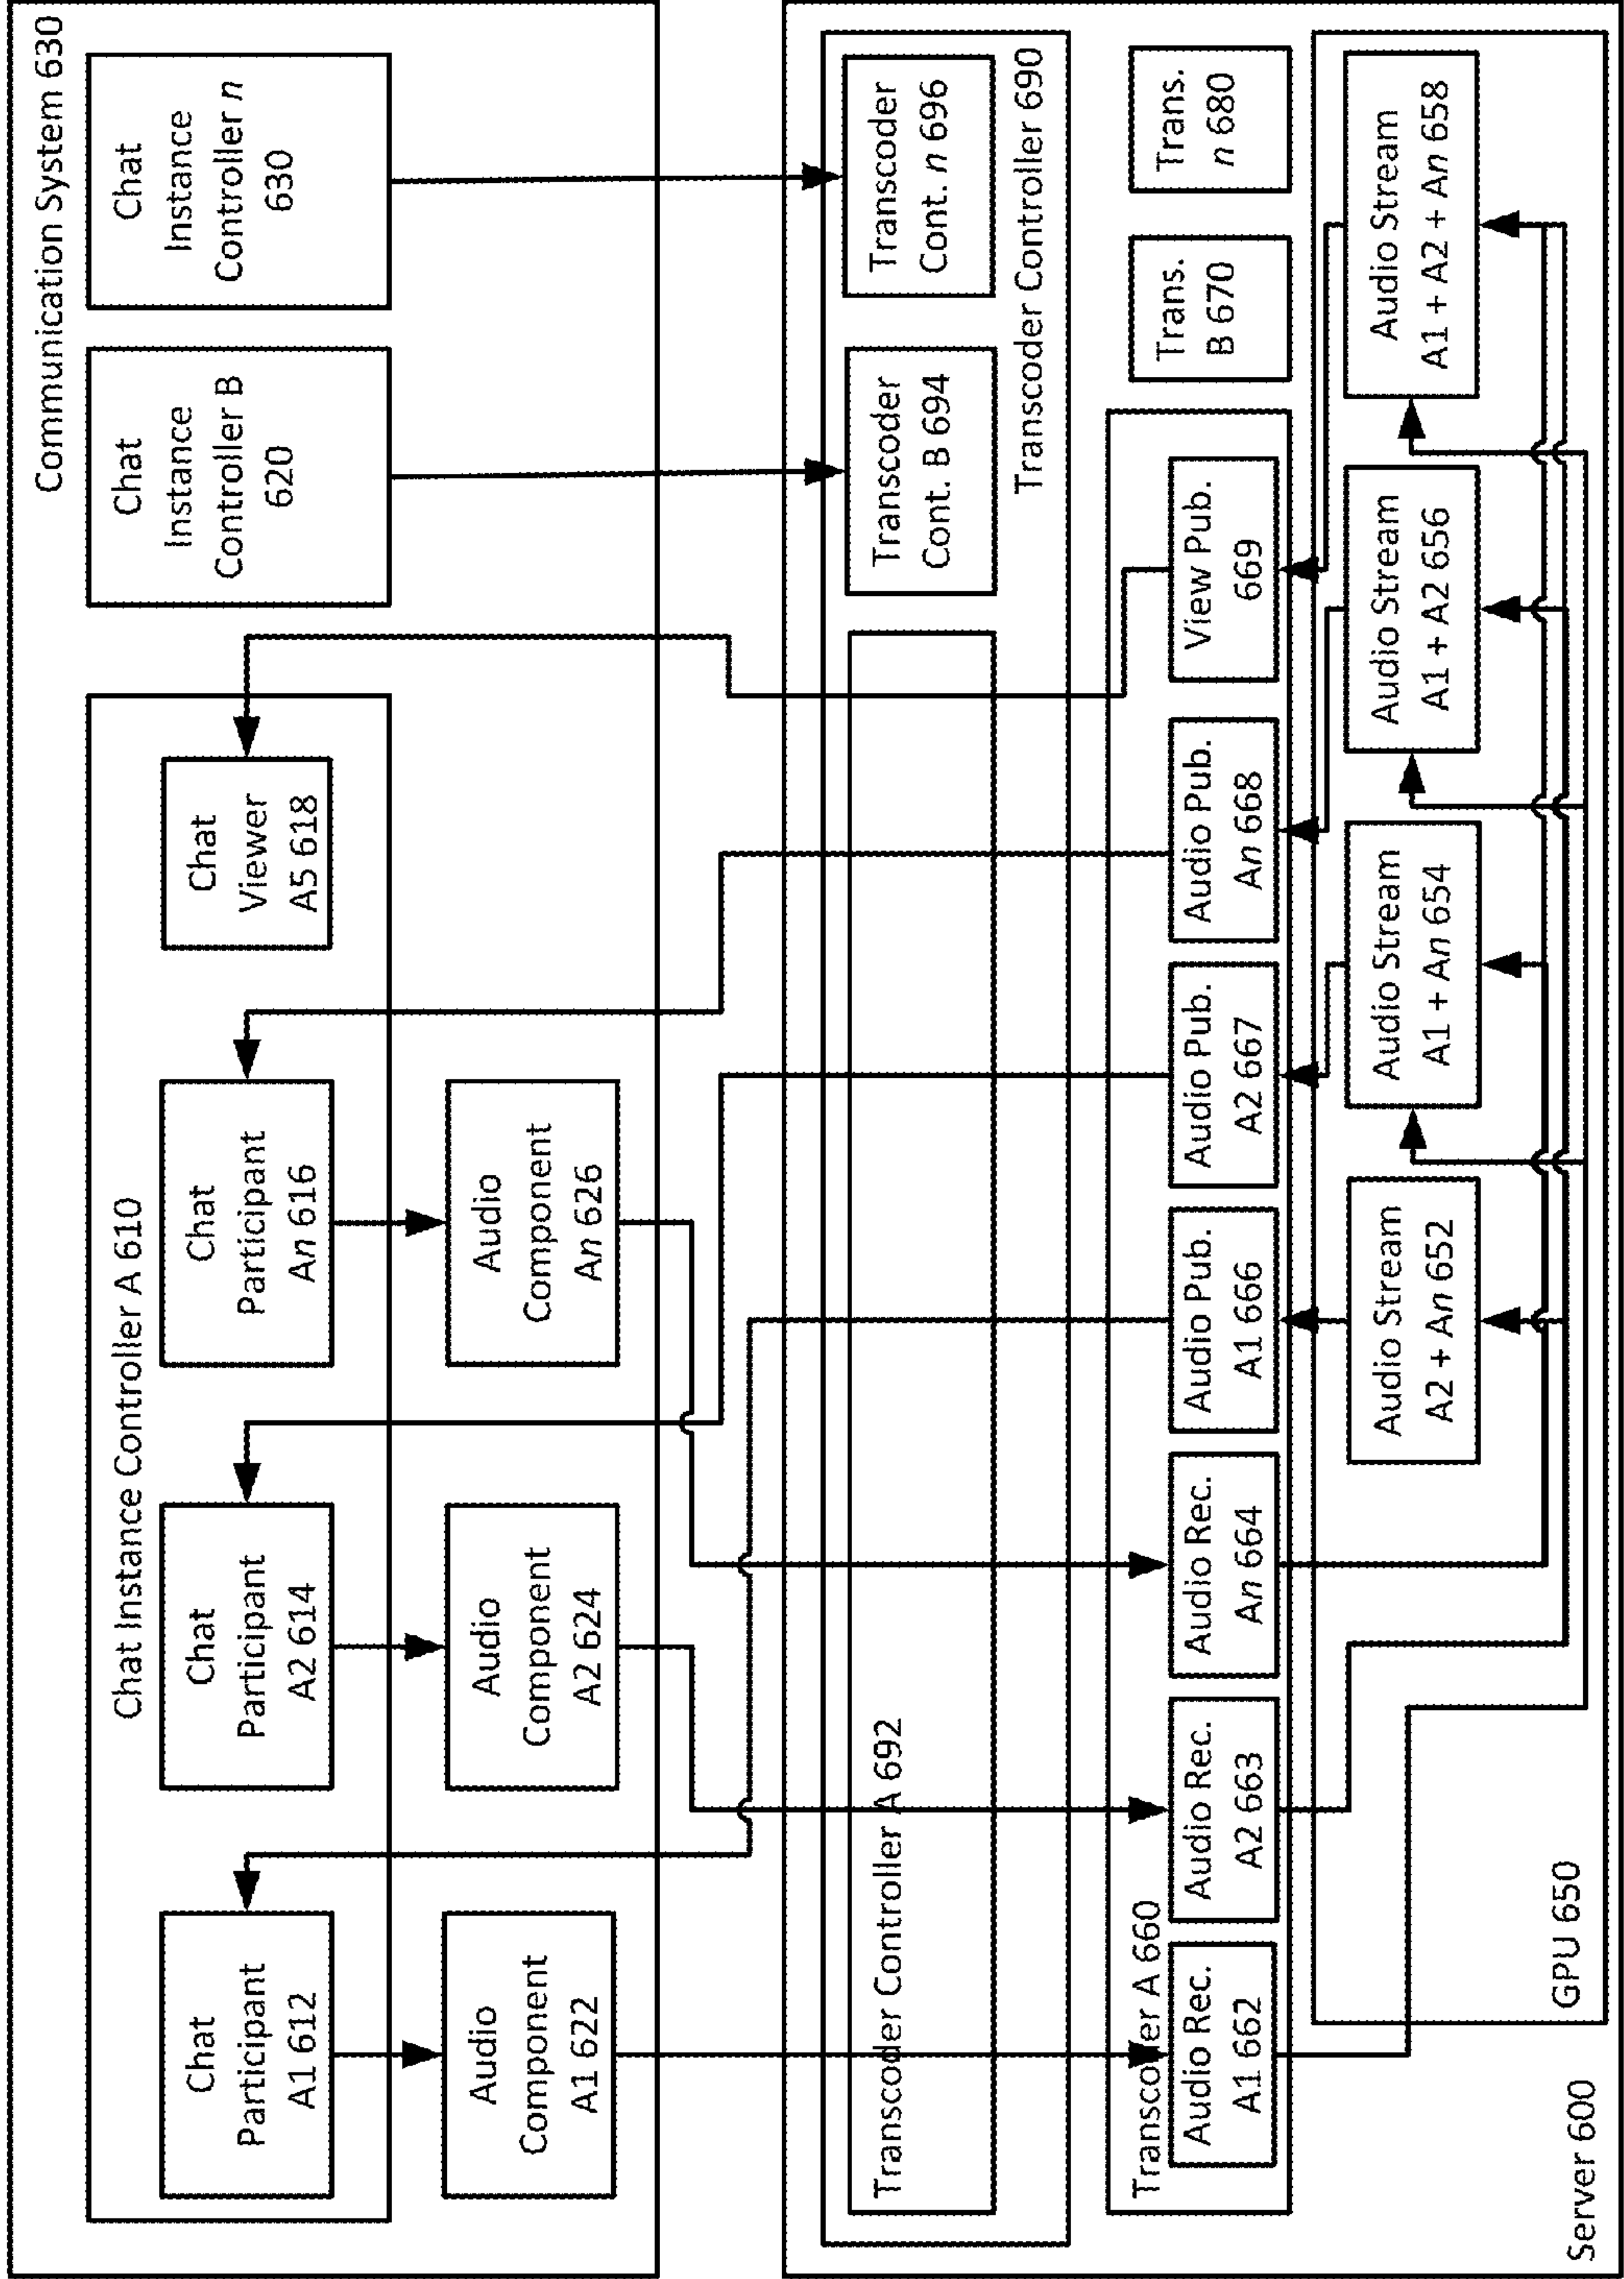 Communication System 630
Chat Instance Controller A 610
Chat
Participant
A1 612
Chat
Participant
A2 614
Chat
Participant
An 616
Chat
Viewer
A5 618
Chat
Instance
Controller B
620
Chat
Instance
Controller n
630
Audio
Component
A1 622
Audio
Component
A2 624
Audio
Component
An 626
Transcoder Controller A 692
Transcoder
Cont. B 694
Transcoder
Cont. n 696
Transcoder Controller 690
Transcoder A 660
Audio Rec.
A1 662
Audio Rec.
A2 663
Audio Rec.
An 664
Audio Pub.
A1 666
Audio Pub.
A2 667
Audio Pub.
An 668
View Pub.
669
Trans.
B 670
Trans.
n 680
Audio Stream
A2 + An 652
Audio Stream
A1 + An 654
Audio Stream
A1 + A2 656
Audio Stream
A1 + A2 + An 658
GPU 650
Server 600